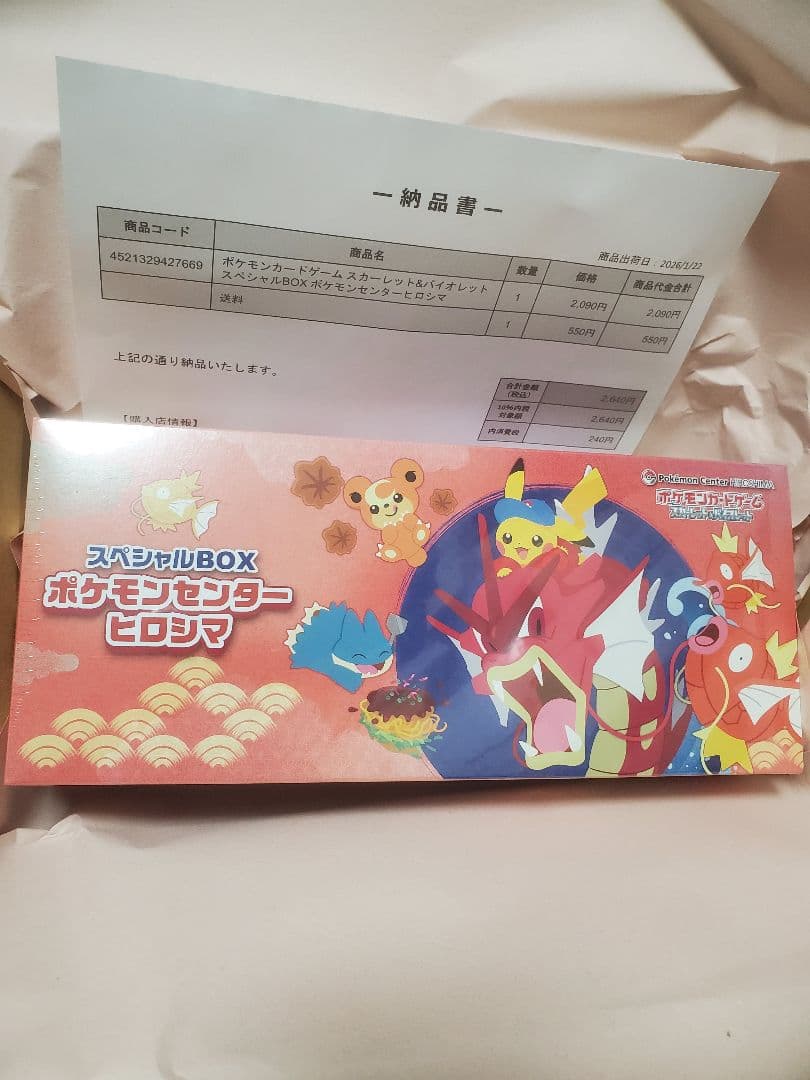 ー納品書ー
商品出荷日：2026/1/22
商品コード 商品名 数量 価格 商品代金合計
4521329427669 ポケモンカードゲーム スカーレット&バイオレット
スペシャルBOX ポケモンセンターヒロシマ 1 2,090円 2,090円
送料 1 550円 550円
上記の通り納品いたします。
合計金額
(税込) 2,640円
10%内税
対象額 2,640円
内消費税 240円
【購入店情報】
Pokémon Center HIROSHIMA
ポケモンカードゲーム
スカーレット&バイオレット
スペシャルBOX
ポケモンセンター
ヒロシマ